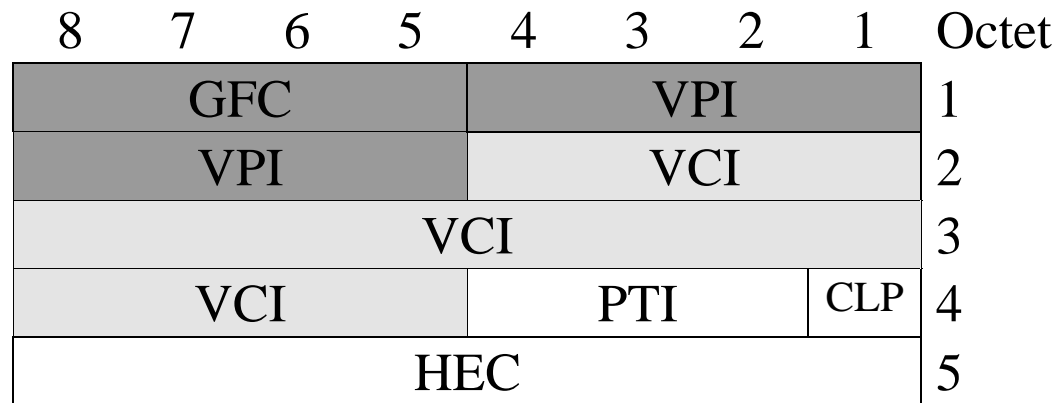 8 7 6 5 4 3 2 1 Octet
GFC VPI 1
VPI VCI 2
VCI 3
VCI PTI CLP 4
HEC 5